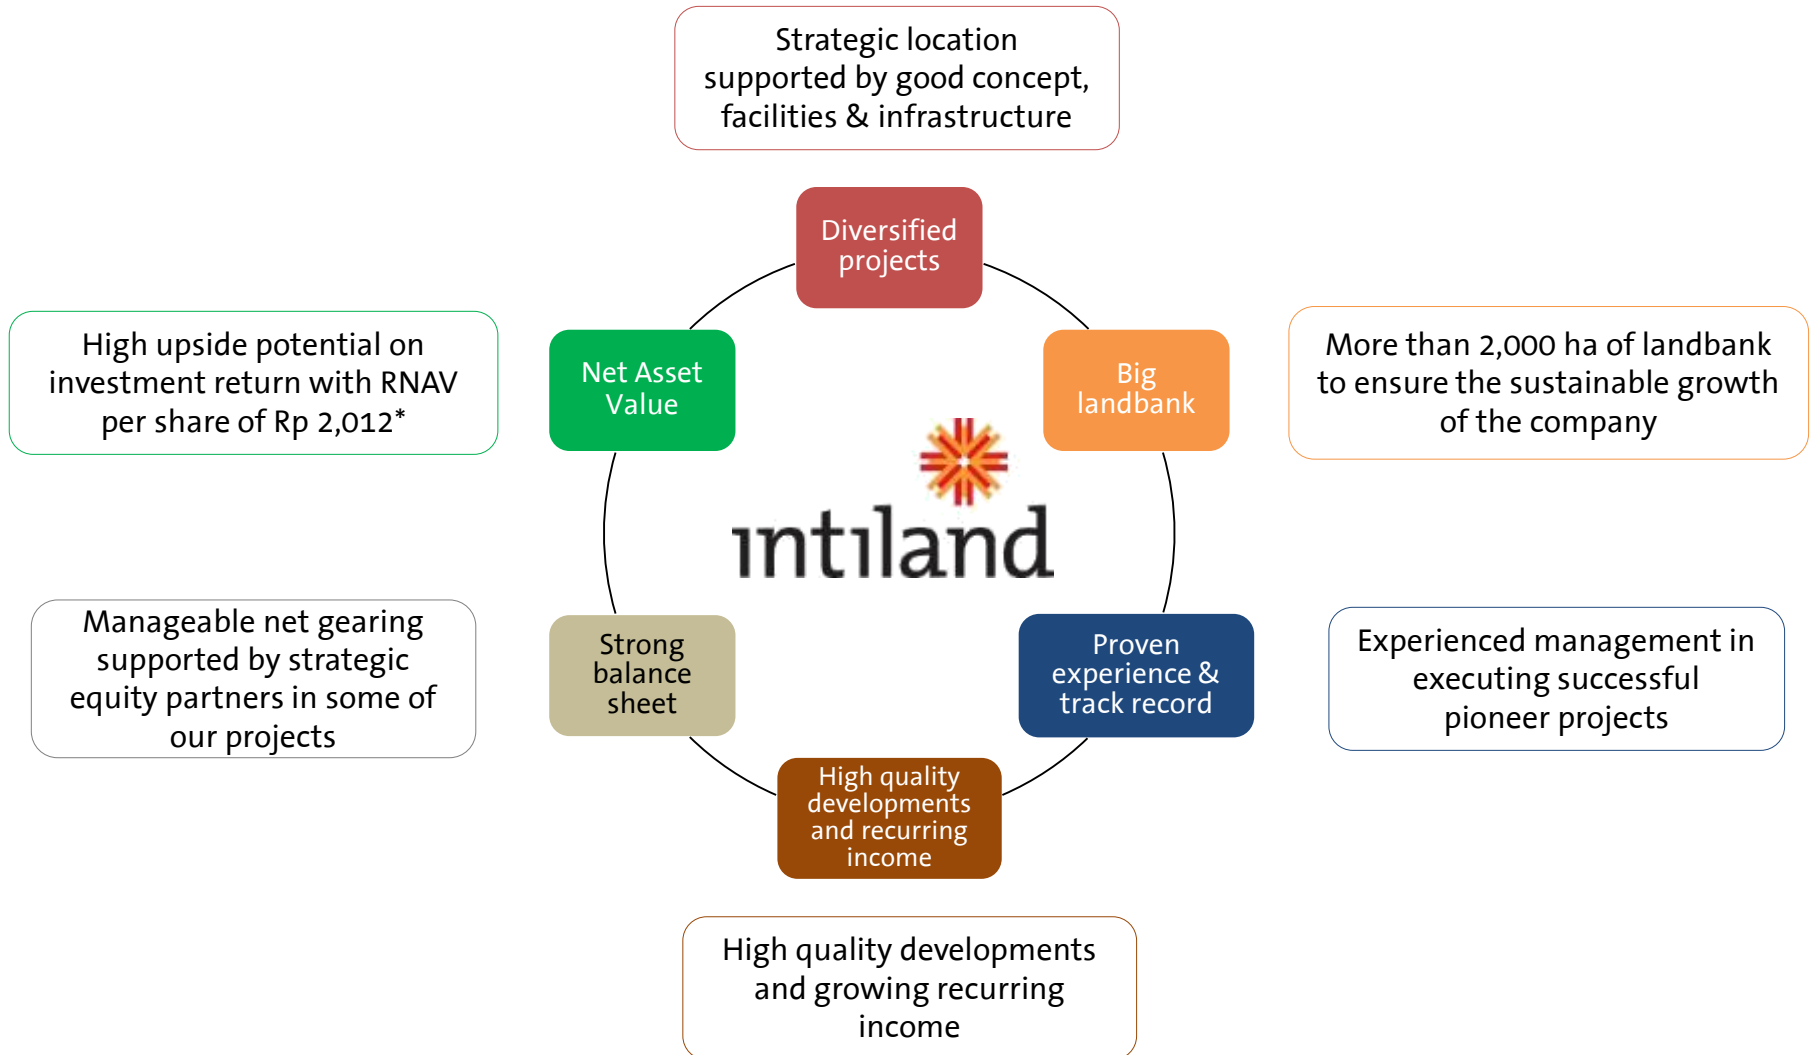 Strategic location
supported by good concept,
facilities & infrastructure
Diversified
projects
High upside potential on
investment return with RNAV
per share of Rp 2,012*
Net Asset
Value
Big
landbank
More than 2,000 ha of landbank
to ensure the sustainable growth
of the company
intiland
Manageable net gearing
supported by strategic
equity partners in some of
our projects
Strong
balance
sheet
Proven
experience &
track record
Experienced management in
executing successful
pioneer projects
High quality
developments
and recurring
income
High quality developments
and growing recurring
income